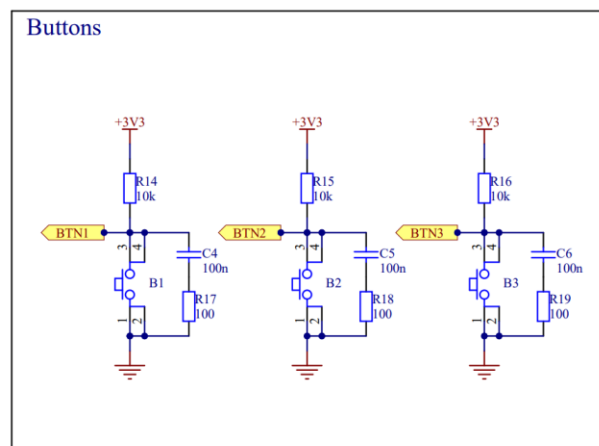 Buttons
+3V3
+3V3
+3V3
R14
10k
R15
10k
R16
10k
BTN1
BTN2
BTN3
3
4
3
4
3
4
C4
100n
C5
100n
C6
100n
B1
B2
B3
R17
100
R18
100
R19
100
1
2
1
2
1
2